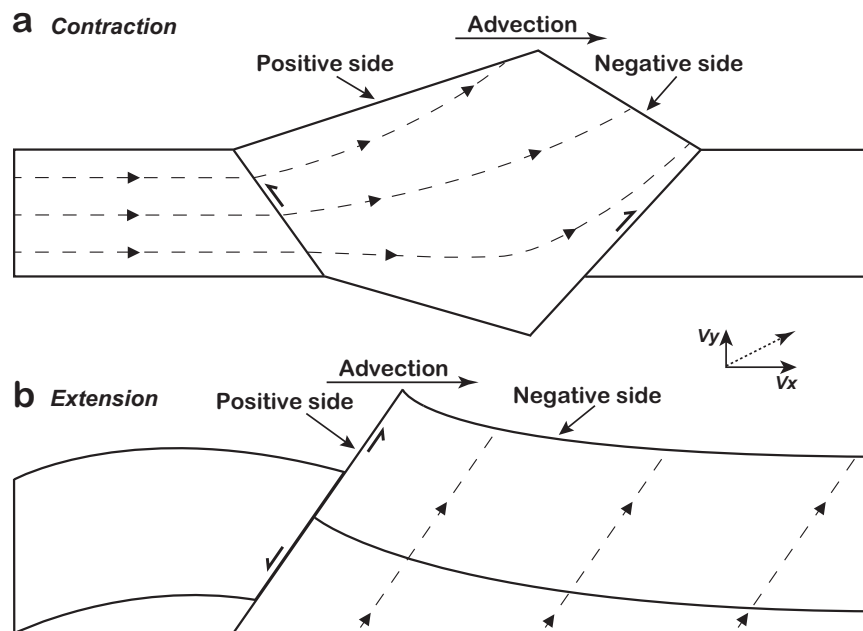 a Contraction
Advection
Positive side
Negative side
Vy
Vx
b Extension
Advection
Positive side
Negative side